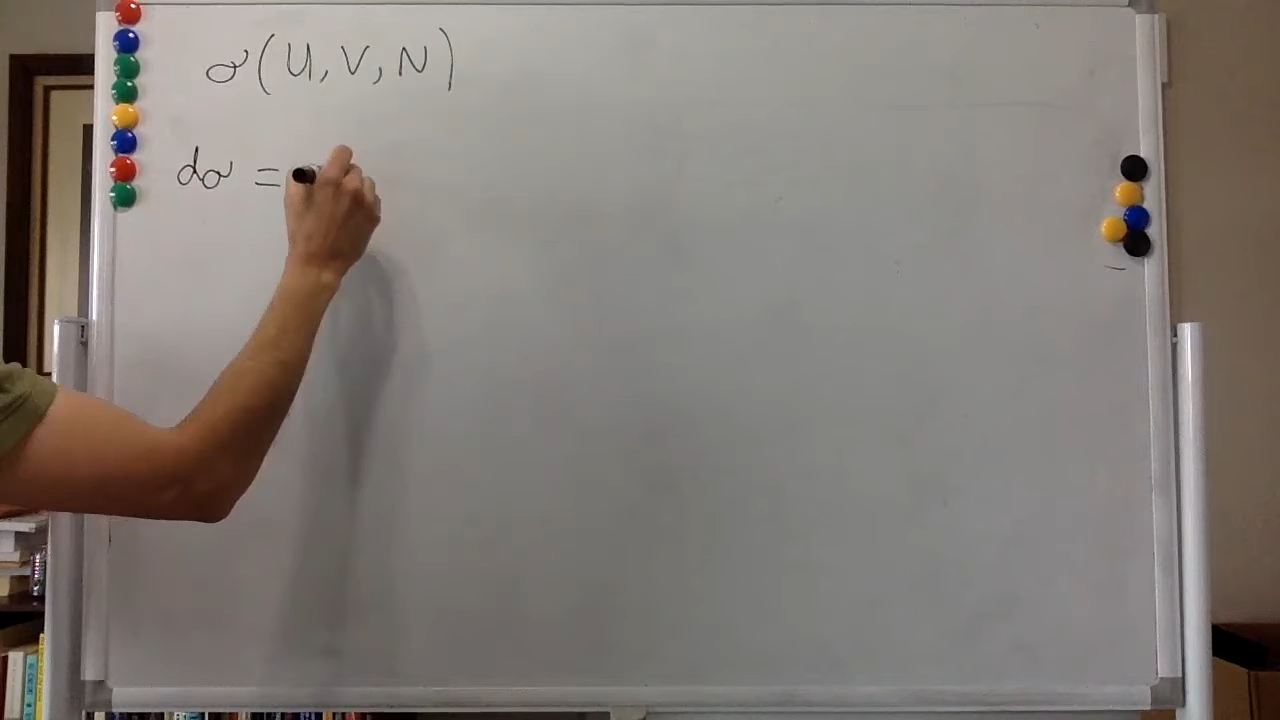 σ(U, V, N)
dσ =